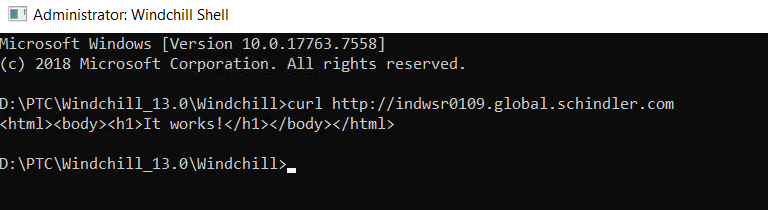 Administrator: Windchill Shell
Microsoft Windows [Version 10.0.17763.7558]
(c) 2018 Microsoft Corporation. All rights reserved.
D:\PTC\Windchill_13.0\Windchill>curl http://indwsr0109.global.schindler.com
<html><body><h1>It works!</h1></body></html>
D:\PTC\Windchill_13.0\Windchill>